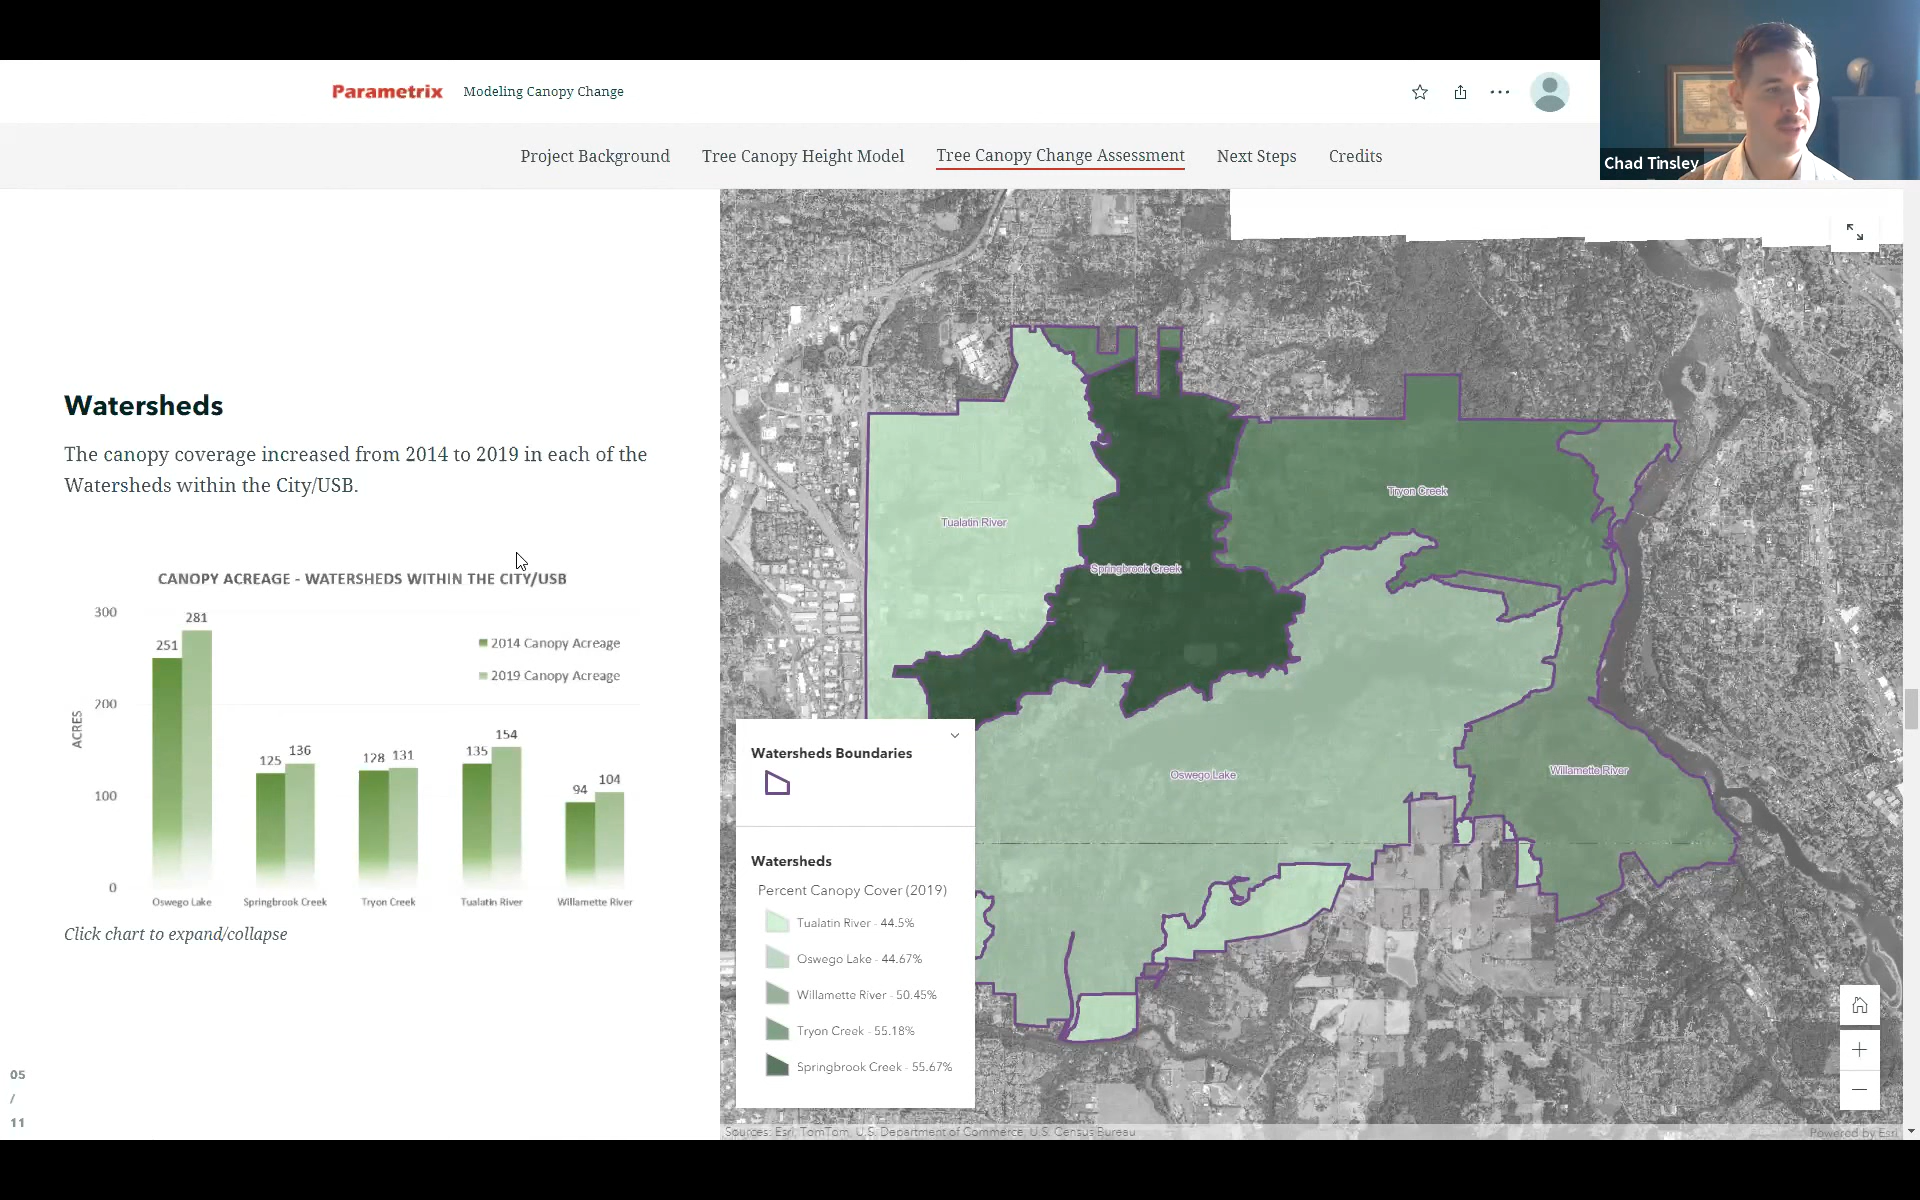 Parametrix
Modeling Canopy Change
Chad Tinsley
Project Background
Tree Canopy Height Model
Tree Canopy Change Assessment
Next Steps
Credits
Watersheds
The canopy coverage increased from 2014 to 2019 in each of the
Watersheds within the City/USB.
CANOPY ACREAGE - WATERSHEDS WITHIN THE CITY/USB
300
200
100
0
ACRES
251
281
125
136
128
131
135
154
94
104
2014 Canopy Acreage
2019 Canopy Acreage
Oswego Lake
Springbrook Creek
Tryon Creek
Tualatin River
Willamette River
Click chart to expand/collapse
05
/
11
Tualatin River
Springbrook Creek
Tryon Creek
Oswego Lake
Willamette River
Watersheds Boundaries
Watersheds
Percent Canopy Cover (2019)
Tualatin River - 44.5%
Oswego Lake - 44.67%
Willamette River - 50.45%
Tryon Creek - 55.18%
Springbrook Creek - 55.67%
Sources: Esri, TomTom, U.S. Department of Commerce, U.S. Census Bureau
Powered by Esri